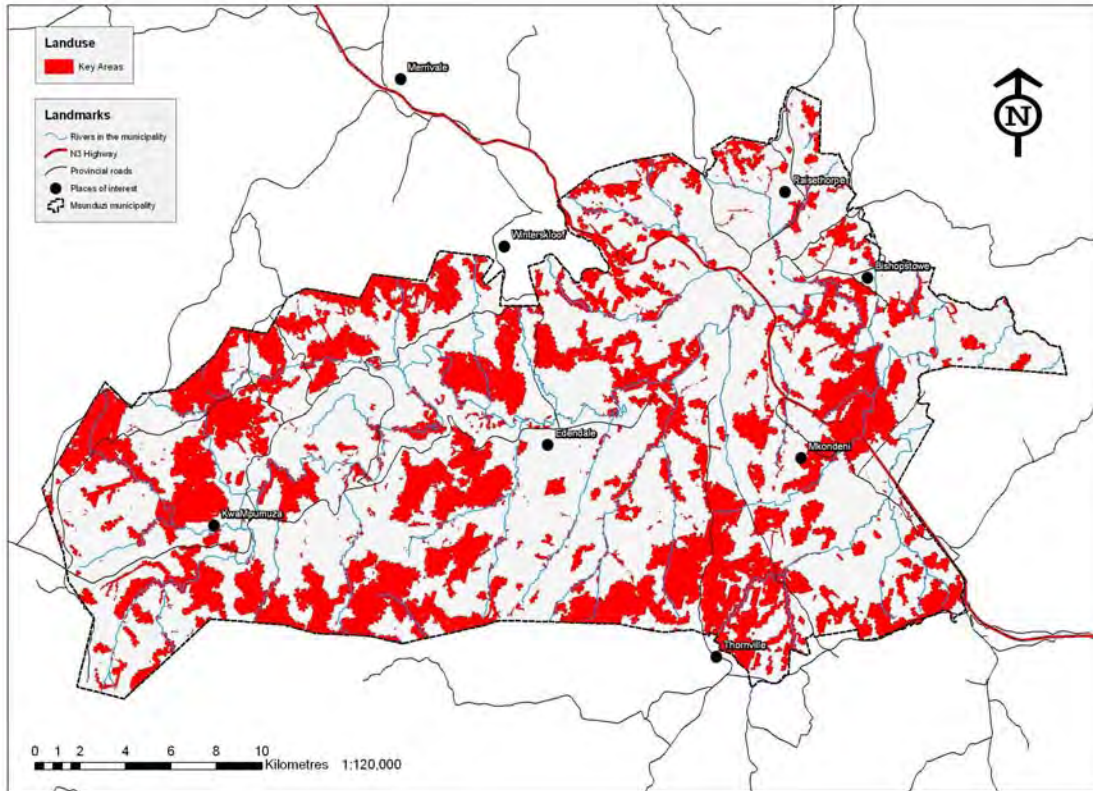 Landuse
Key Areas
Landmarks
Rivers in the municipality
N3 Highway
Provincial roads
Places of interest
Msunduzi municipality
Merrivale
N
Raisethorpe
Winterskloof
Bishopstowe
Edendale
Mkondeni
KwaMpumuza
Thornville
0 1 2 4 6 8 10
Kilometres 1:120,000